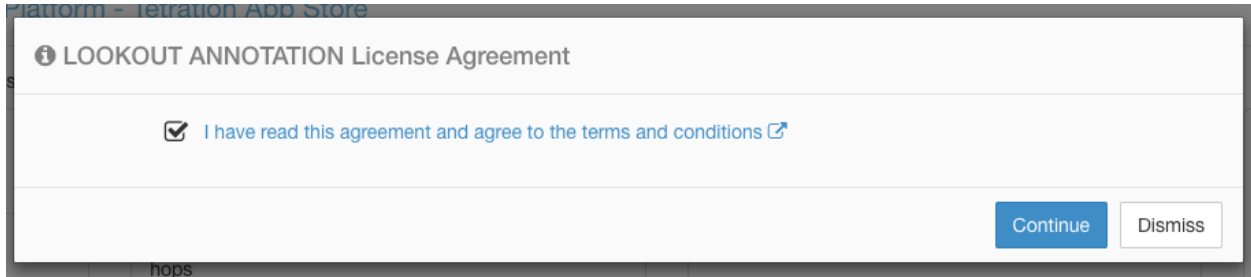 Platform - Tetration App Store
LOOKOUT ANNOTATION License Agreement
s
I have read this agreement and agree to the terms and conditions
Continue Dismiss
hops